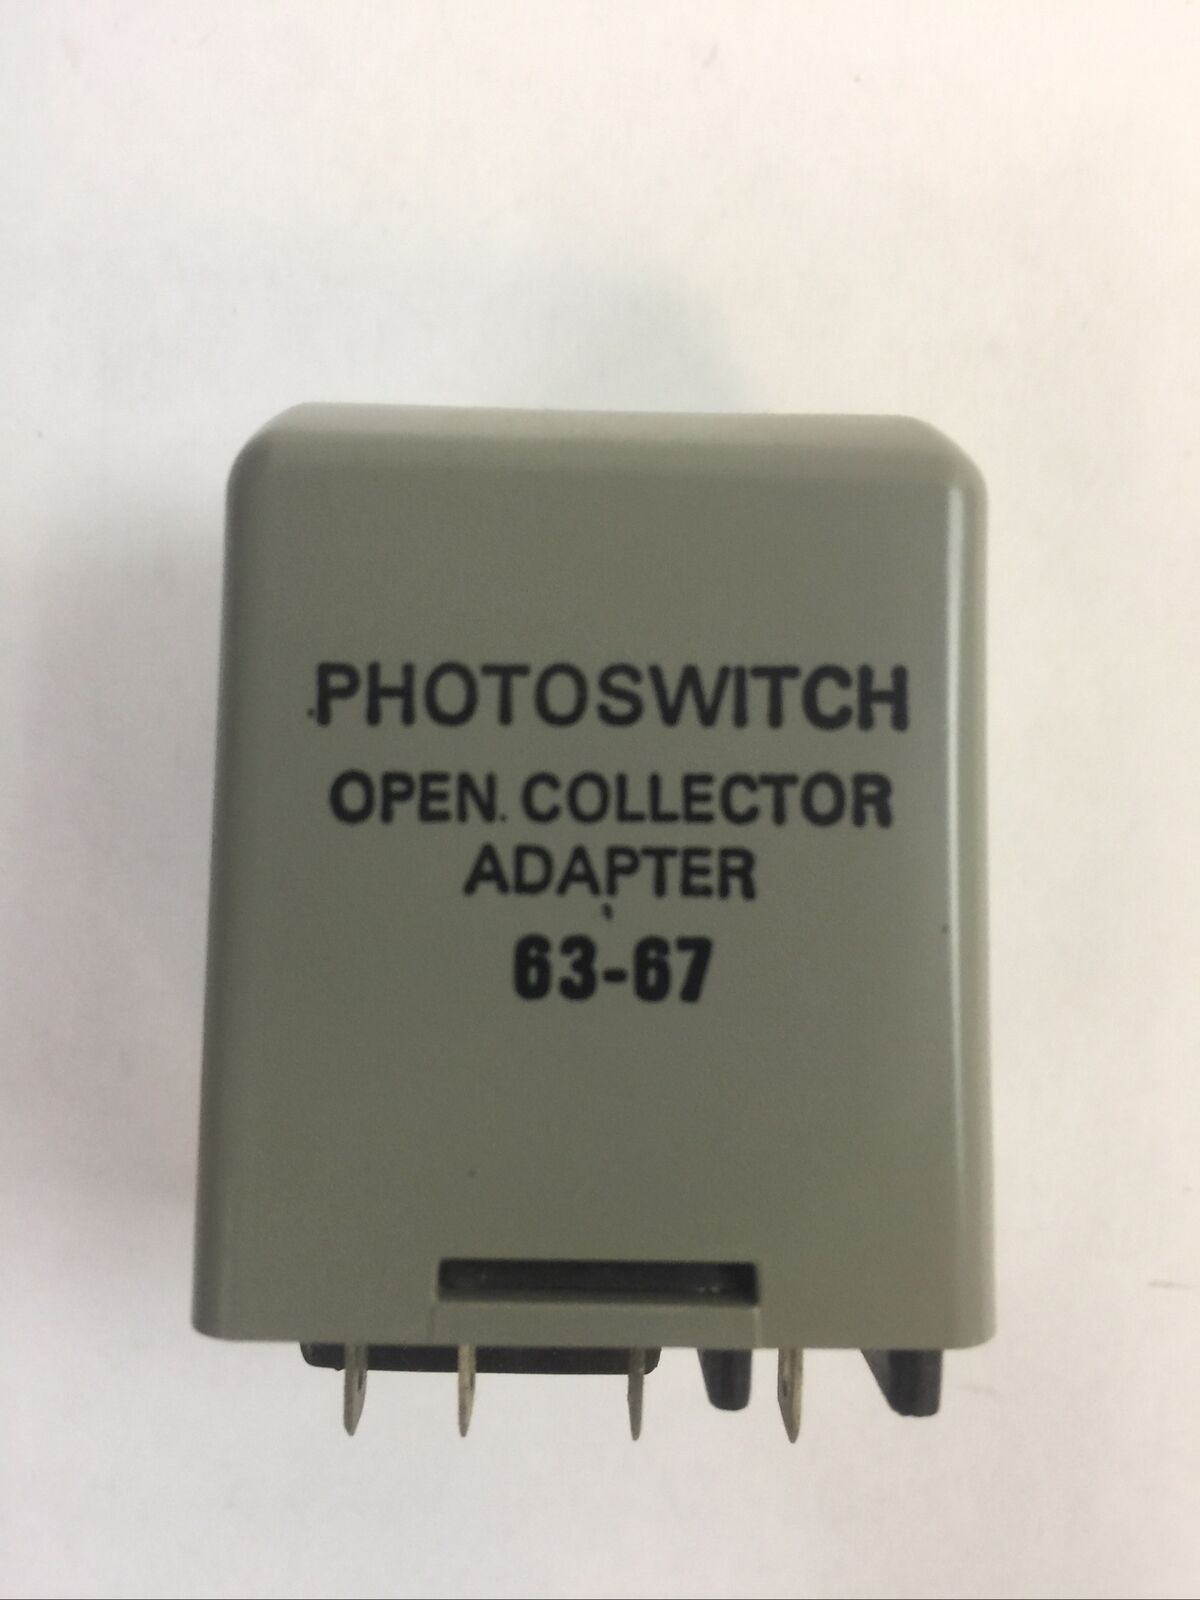 PHOTOSWITCH
OPEN COLLECTOR
ADAPTER
63-67